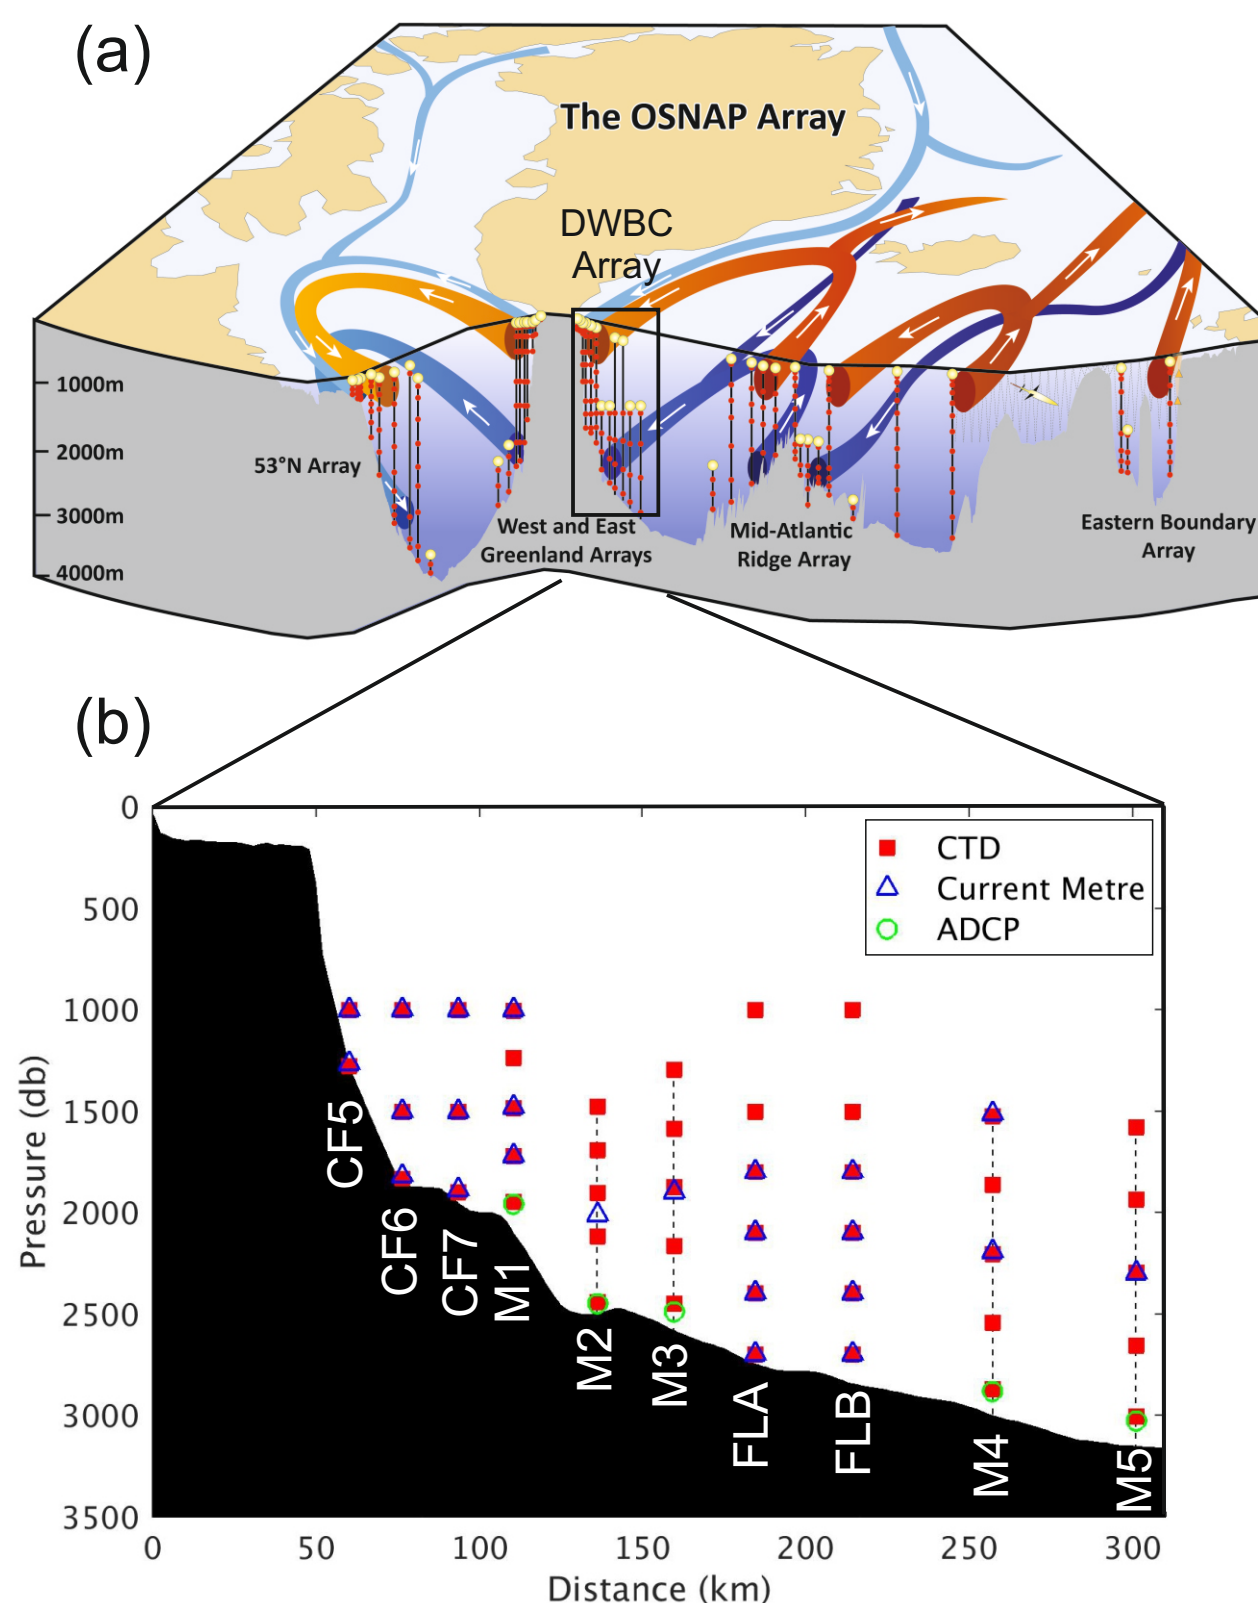 (a)
The OSNAP Array
DWBC
Array
1000m
2000m
3000m
4000m
53°N Array
West and East
Greenland Arrays
Mid-Atlantic
Ridge Array
Eastern Boundary
Array
(b)
0
500
1000
1500
2000
2500
3000
3500
Pressure (db)
CTD
Current Metre
ADCP
CF5
CF6
CF7
M1
M2
M3
FLA
FLB
M4
M5
0
50
100
150
200
250
300
Distance (km)